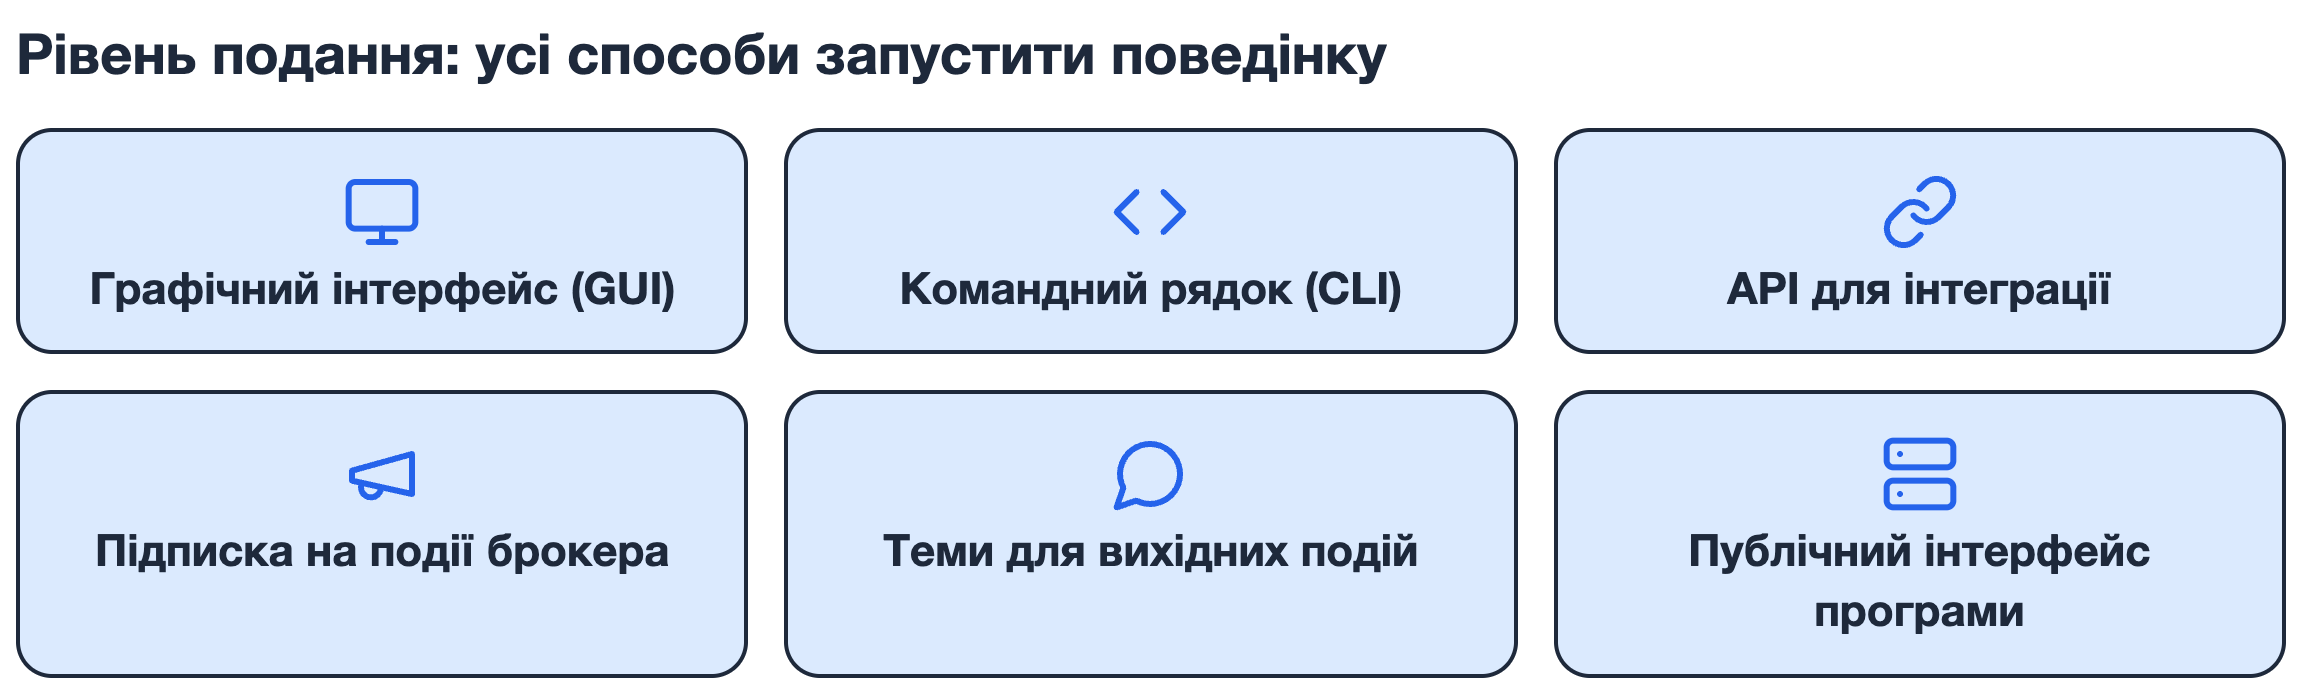 Рівень подання: усі способи запустити поведінку
Графічний інтерфейс (GUI)
Командний рядок (CLI)
API для інтеграції
Підписка на події брокера
Теми для вихідних подій
Публічний інтерфейс
програми